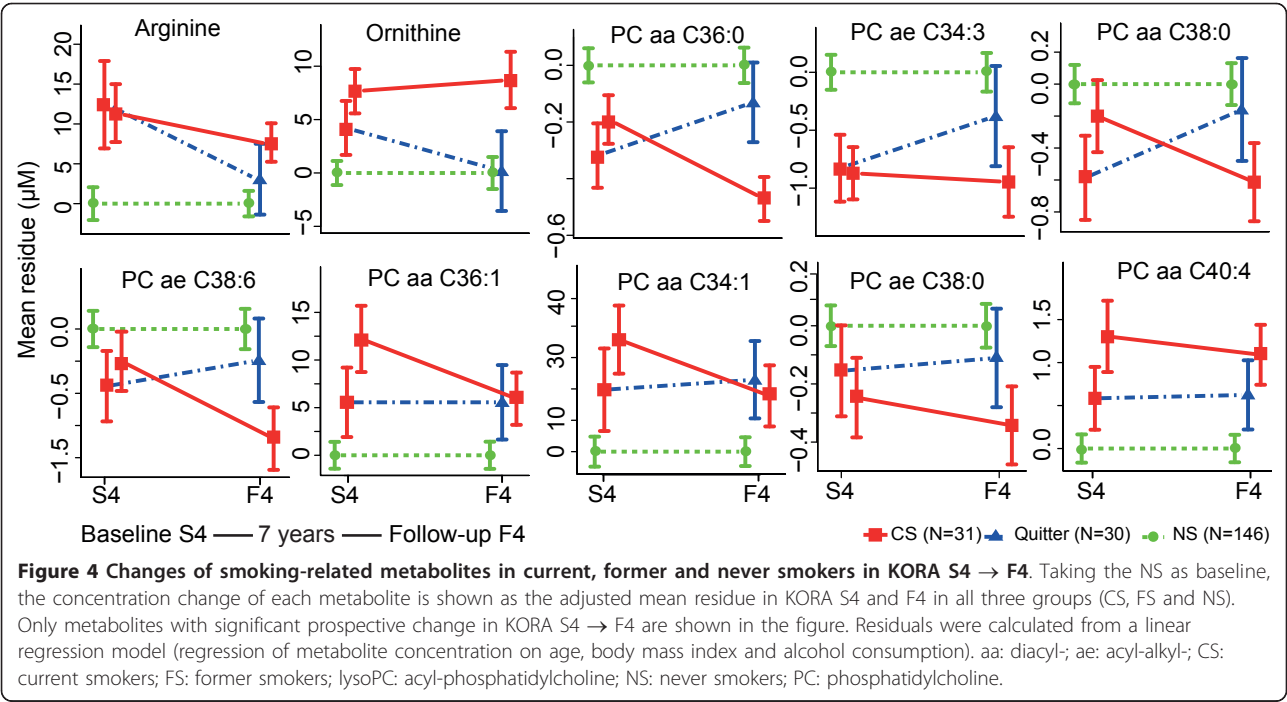 Arginine
Ornithine
PC aa C36:0
PC ae C34:3
PC aa C38:0
20
15
10
5
0
10
5
0
−5
0.0
−0.2
−0.6
0.0
−0.5
−1.0
0.2
0.0
−0.4
−0.8
Mean residue (µM)
PC ae C38:6
PC aa C36:1
PC aa C34:1
PC ae C38:0
PC aa C40:4
0.0
−0.5
−1.5
15
10
5
0
40
30
10
0
0.2
0.0
−0.2
−0.4
1.5
1.0
0.0
S4 F4
S4 F4
S4 F4
S4 F4
S4 F4
Baseline S4 — 7 years — Follow-up F4
CS (N=31) Quitter (N=30) NS (N=146)
Figure 4 Changes of smoking-related metabolites in current, former and never smokers in KORA S4 → F4. Taking the NS as baseline,
the concentration change of each metabolite is shown as the adjusted mean residue in KORA S4 and F4 in all three groups (CS, FS and NS).
Only metabolites with significant prospective change in KORA S4 → F4 are shown in the figure. Residuals were calculated from a linear
regression model (regression of metabolite concentration on age, body mass index and alcohol consumption). aa: diacyl-; ae: acyl-alkyl-; CS:
current smokers; FS: former smokers; lysoPC: acyl-phosphatidylcholine; NS: never smokers; PC: phosphatidylcholine.